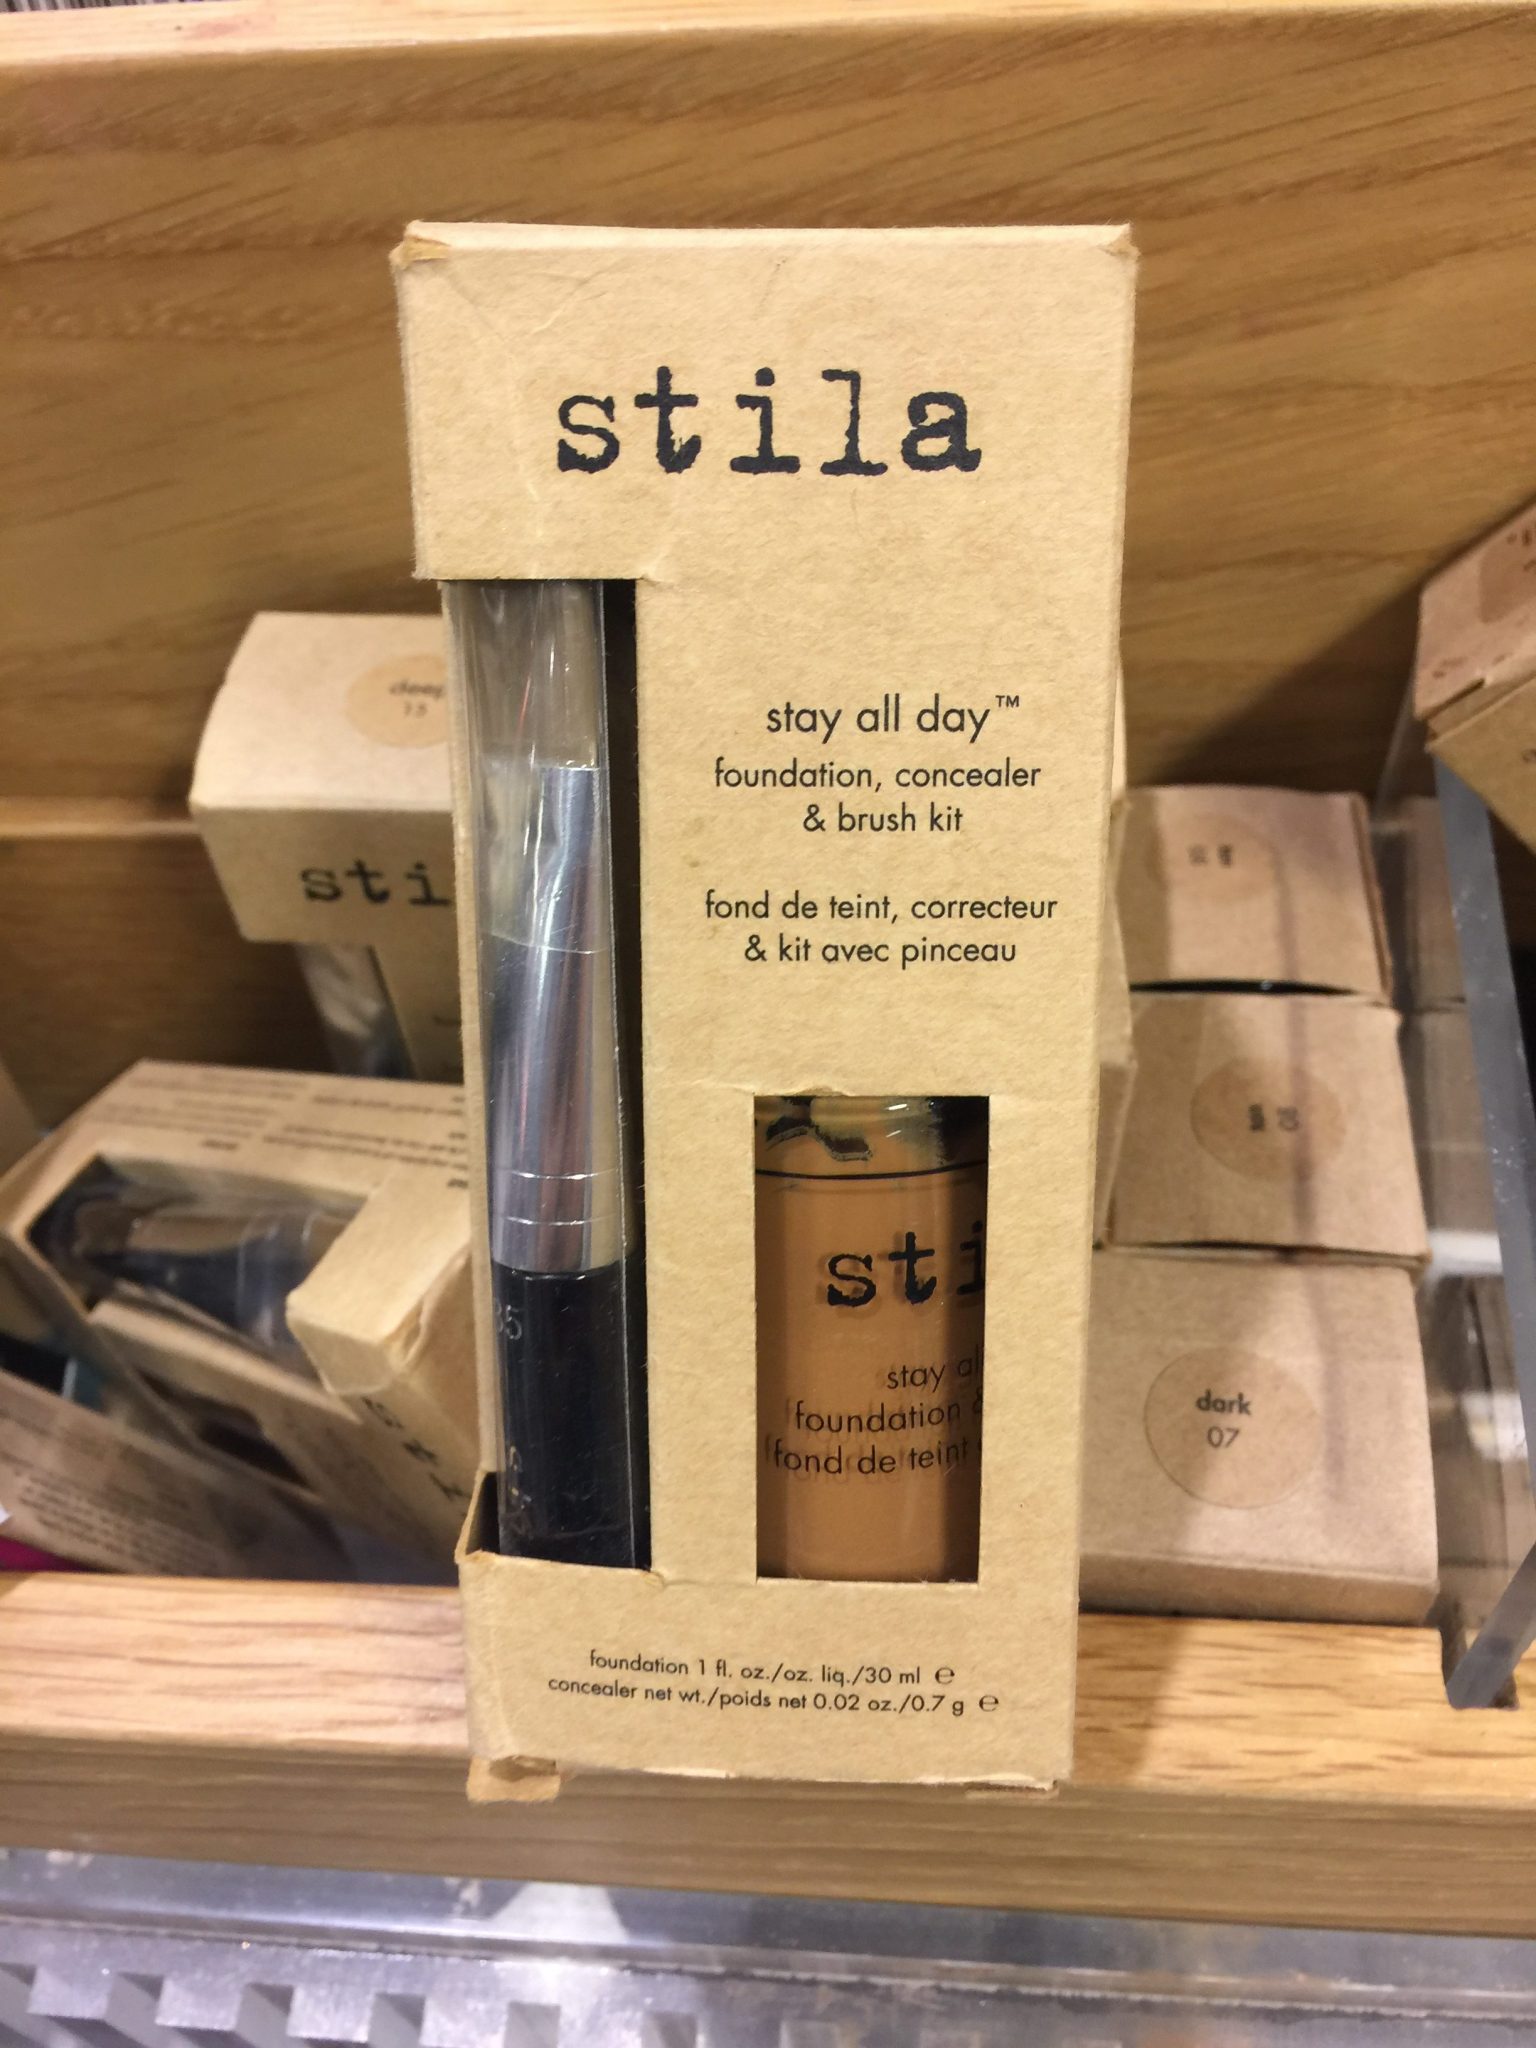 stila
stay all day™
foundation, concealer
& brush kit
fond de teint, correcteur
& kit avec pinceau
sti
stay al
foundation &
fond de teint
35
foundation 1 fl. oz./oz. liq./30 ml e
concealer net wt./poids net 0.02 oz./0.7 g e
deep
sti
dark
07